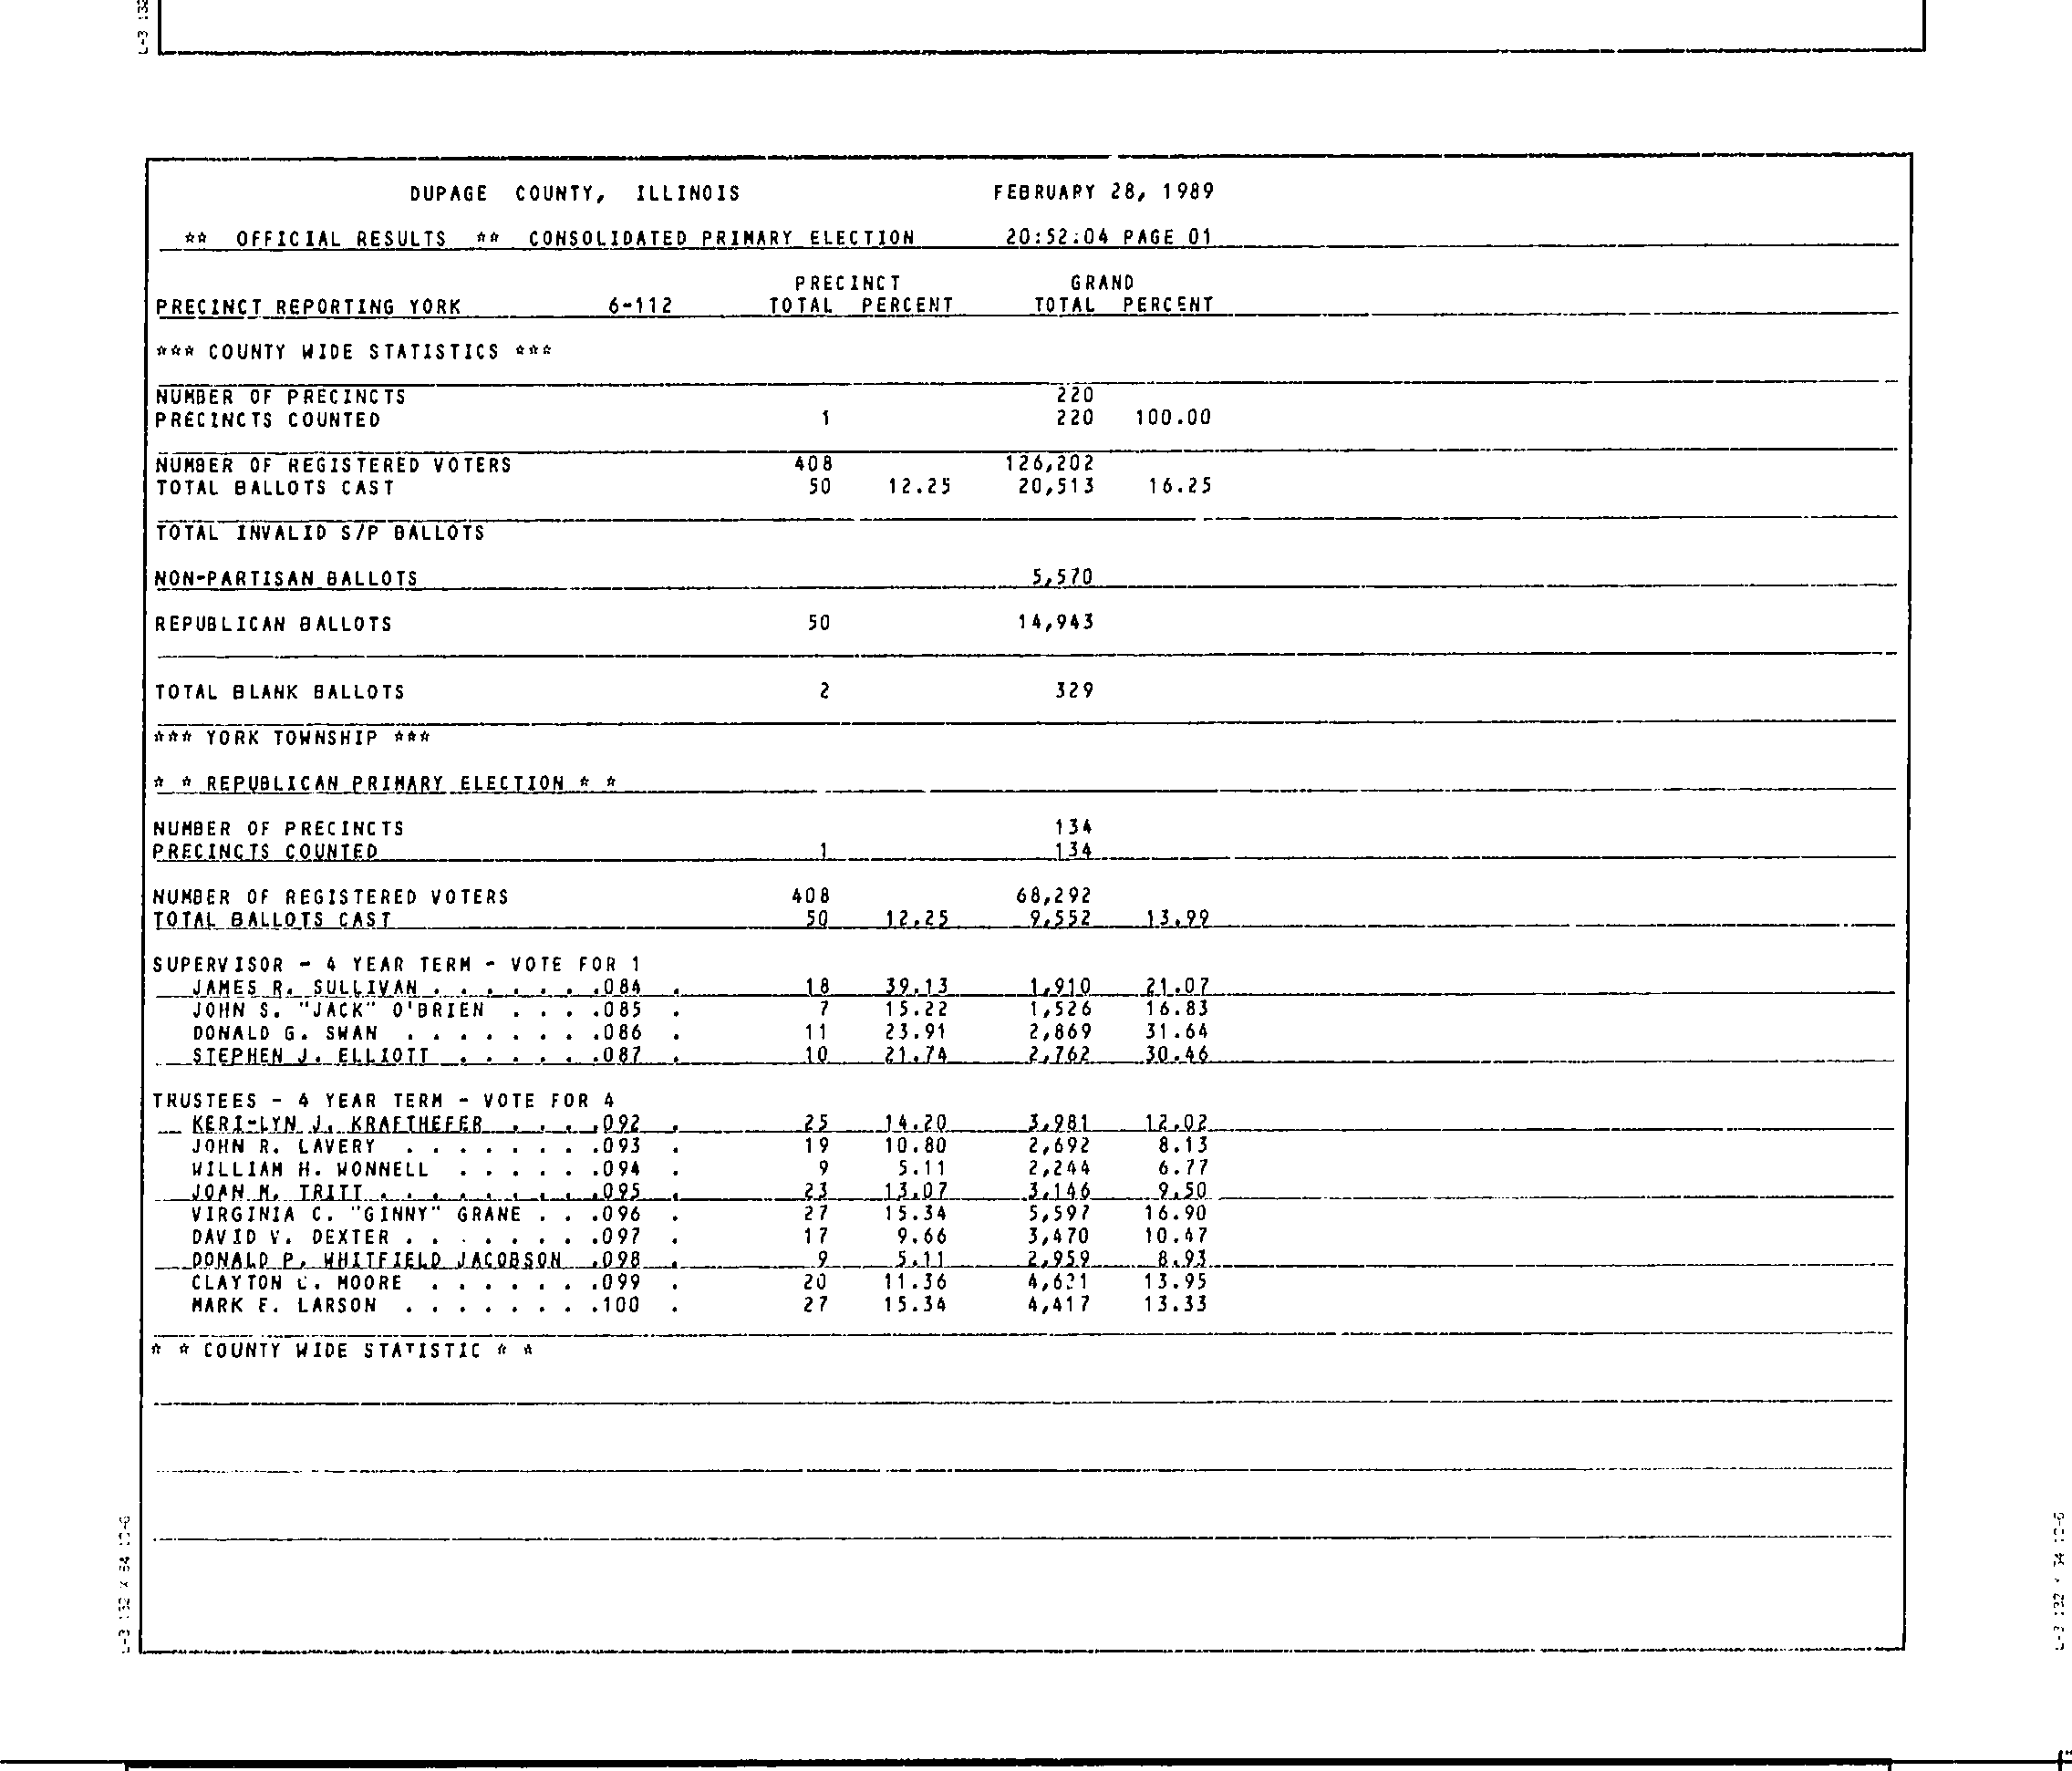 DUPAGE COUNTY, ILLINOIS FEBRUARY 28, 1989
** OFFICIAL RESULTS ** CONSOLIDATED PRIMARY ELECTION 20:52:04 PAGE 01
PRECINCT GRAND
PRECINCT REPORTING YORK 6-112 TOTAL PERCENT TOTAL PERCENT
*** COUNTY WIDE STATISTICS ***
NUMBER OF PRECINCTS 220
PRECINCTS COUNTED 1 220 100.00
NUMBER OF REGISTERED VOTERS 408 126,202
TOTAL BALLOTS CAST 50 12.25 20,513 16.25
TOTAL INVALID S/P BALLOTS
NON-PARTISAN BALLOTS 5,570
REPUBLICAN BALLOTS 50 14,943
TOTAL BLANK BALLOTS 2 329
*** YORK TOWNSHIP ***
* * REPUBLICAN PRIMARY ELECTION * *
NUMBER OF PRECINCTS 134
PRECINCTS COUNTED 1 134
NUMBER OF REGISTERED VOTERS 408 68,292
TOTAL BALLOTS CAST 50 12.25 9,552 13.99
SUPERVISOR - 4 YEAR TERM - VOTE FOR 1
JAMES R. SULLIVAN . . . . . . .084 . 18 39.13 1,910 21.07
JOHN S. "JACK" O'BRIEN . . . .085 . 7 15.22 1,526 16.83
DONALD G. SWAN . . . . . . . .086 . 11 23.91 2,869 31.64
STEPHEN J. ELLIOTT . . . . . .087 . 10 21.74 2,762 30.46
TRUSTEES - 4 YEAR TERM - VOTE FOR 4
KERI-LYN J. KRAFTHEFER . . . .092 . 25 14.20 3,981 12.02
JOHN R. LAVERY . . . . . . . .093 . 19 10.80 2,692 8.13
WILLIAM H. WONNELL . . . . . .094 . 9 5.11 2,244 6.77
JOAN M. TRITT . . . . . . . . .095 . 23 13.07 3,146 9.50
VIRGINIA C. "GINNY" GRANE . . .096 . 27 15.34 5,597 16.90
DAVID V. DEXTER . . . . . . . .097 . 17 9.66 3,470 10.47
DONALD P. WHITFIELD JACOBSON .098 . 9 5.11 2,959 8.93
CLAYTON C. MOORE . . . . . . .099 . 20 11.36 4,621 13.95
MARK E. LARSON . . . . . . . .100 . 27 15.34 4,417 13.33
* * COUNTY WIDE STATISTIC * *